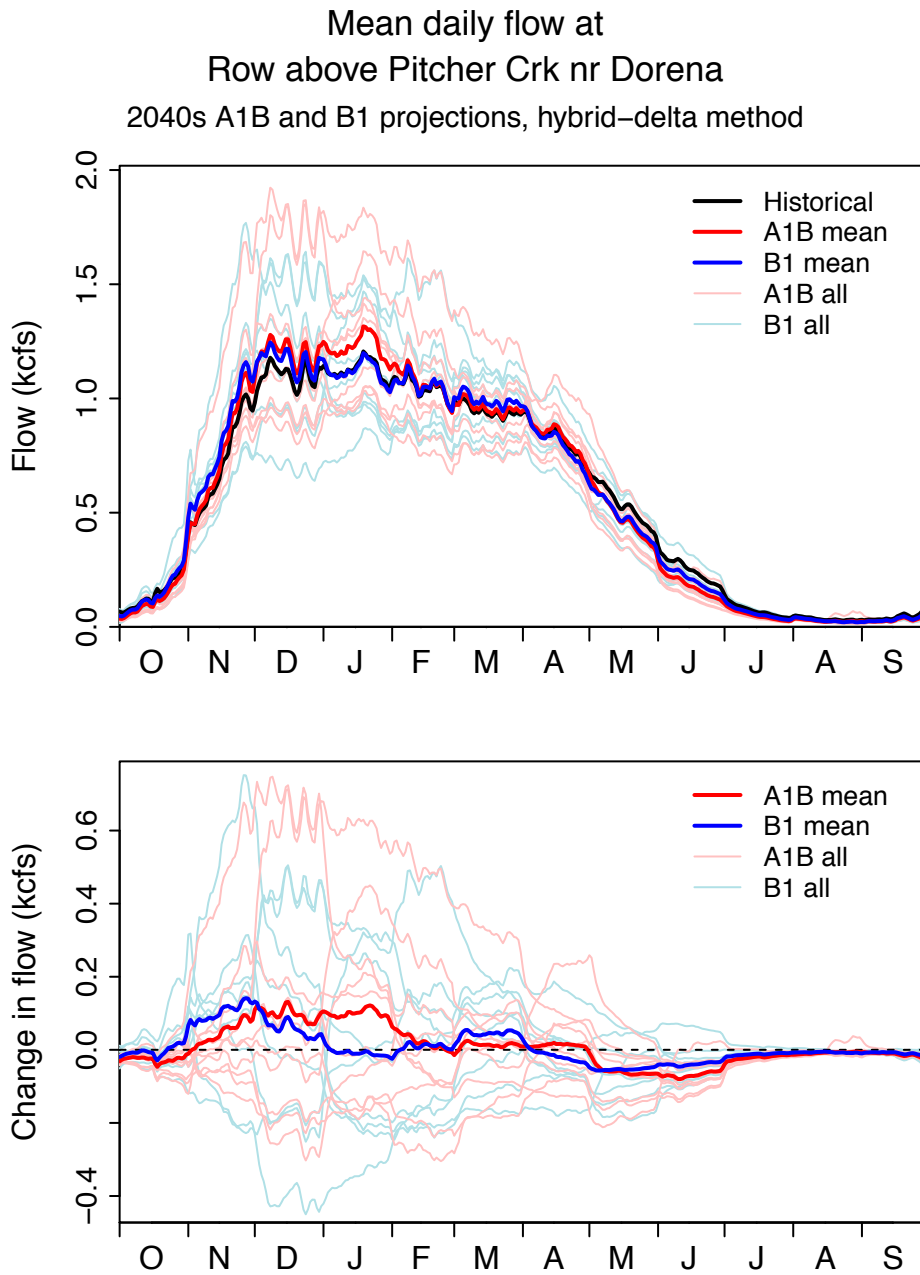 Mean daily flow at
Row above Pitcher Crk nr Dorena
2040s A1B and B1 projections, hybrid−delta method
Flow (kcfs)
2.0
1.5
1.0
0.5
0.0
Historical
A1B mean
B1 mean
A1B all
B1 all
O N D J F M A M J J A S
Change in flow (kcfs)
0.6
0.4
0.2
0.0
−0.4
A1B mean
B1 mean
A1B all
B1 all
O N D J F M A M J J A S